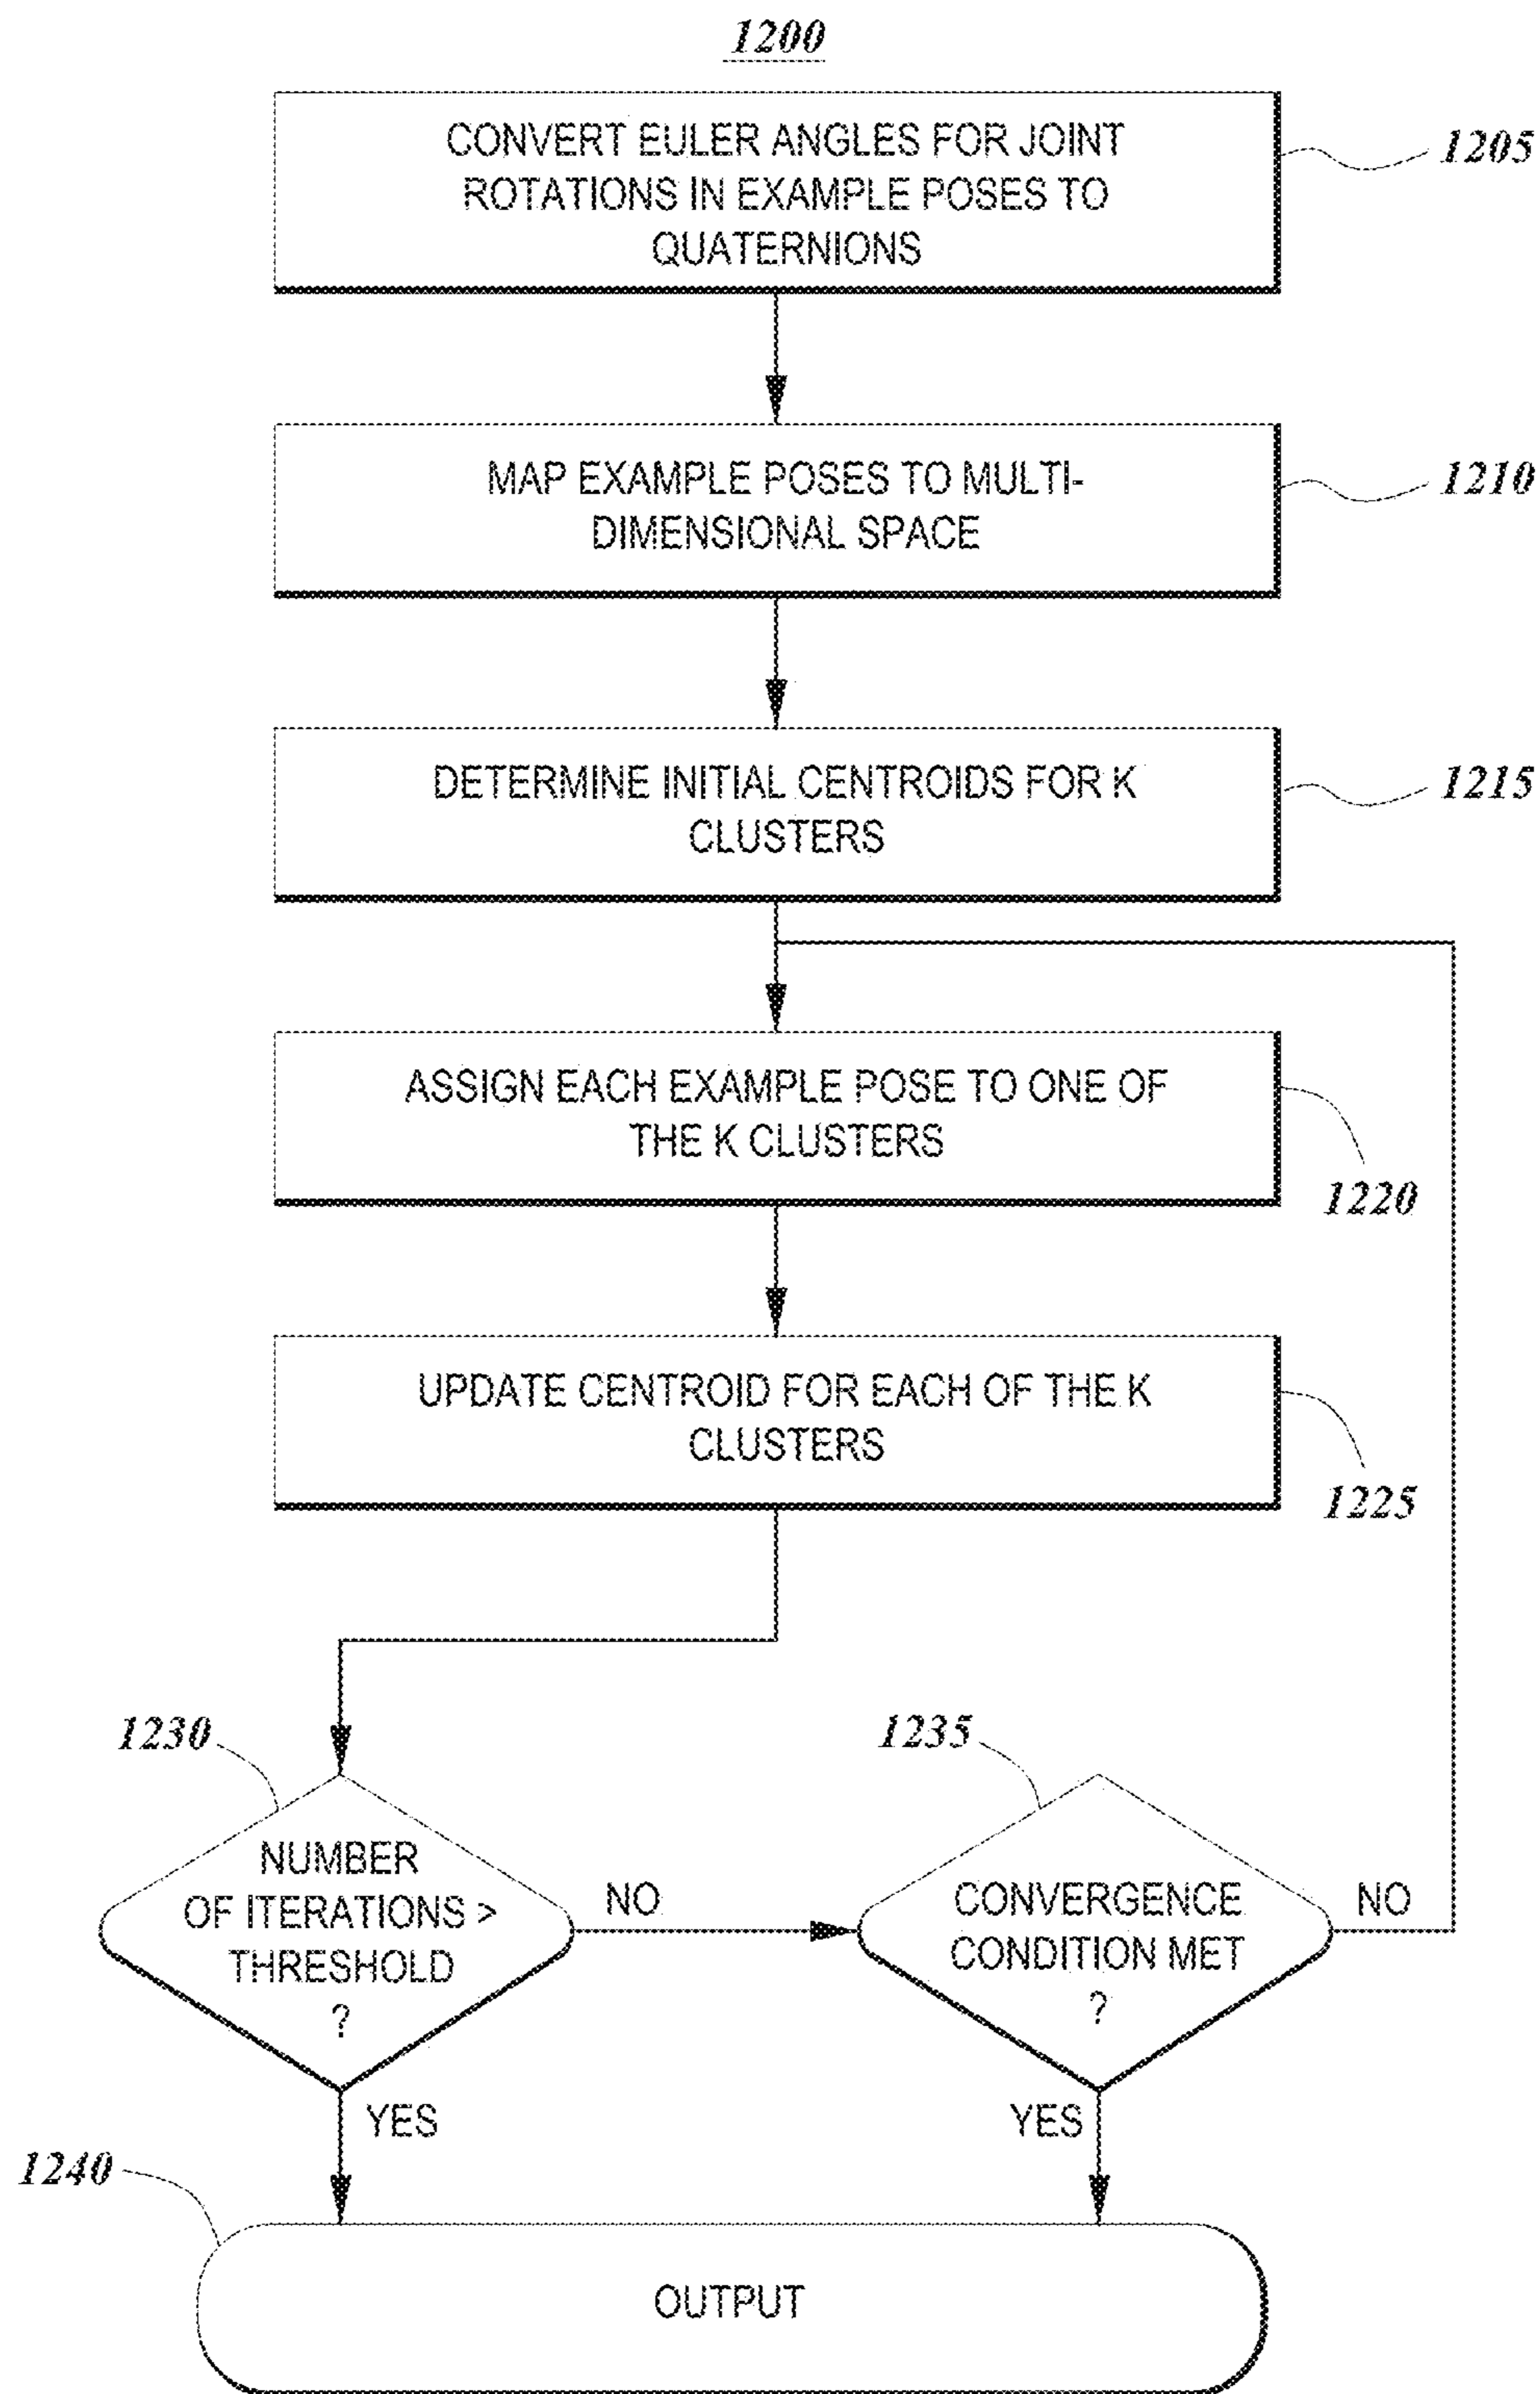 1200
CONVERT EULER ANGLES FOR JOINT
ROTATIONS IN EXAMPLE POSES TO
QUATERNIONS
1205
MAP EXAMPLE POSES TO MULTI-
DIMENSIONAL SPACE
1210
DETERMINE INITIAL CENTROIDS FOR K
CLUSTERS
1215
ASSIGN EACH EXAMPLE POSE TO ONE OF
THE K CLUSTERS
1220
UPDATE CENTROID FOR EACH OF THE K
CLUSTERS
1225
1230
NUMBER
OF ITERATIONS >
THRESHOLD
?
NO
YES
1235
CONVERGENCE
CONDITION MET
?
NO
YES
1240
OUTPUT